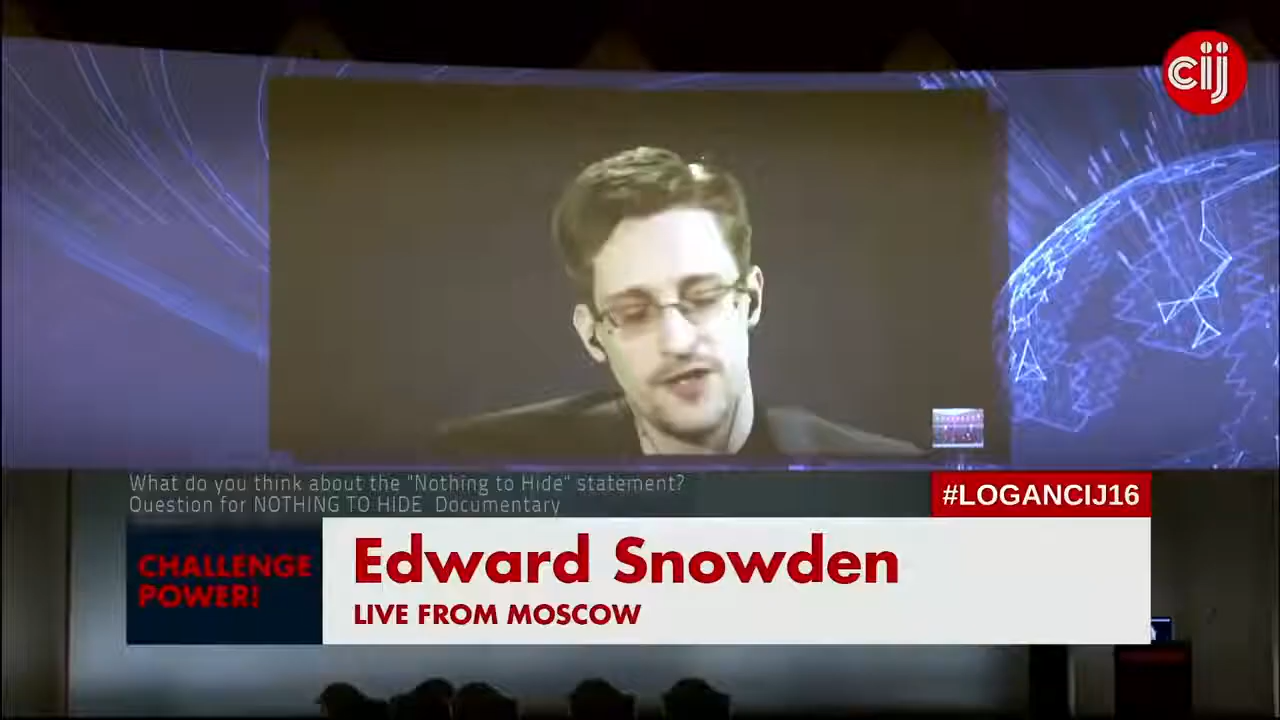 cij
What do you think about the "Nothing to Hide" statement?
Question for NOTHING TO HIDE Documentary
#LOGANCIJ16
CHALLENGE
POWER!
Edward Snowden
LIVE FROM MOSCOW